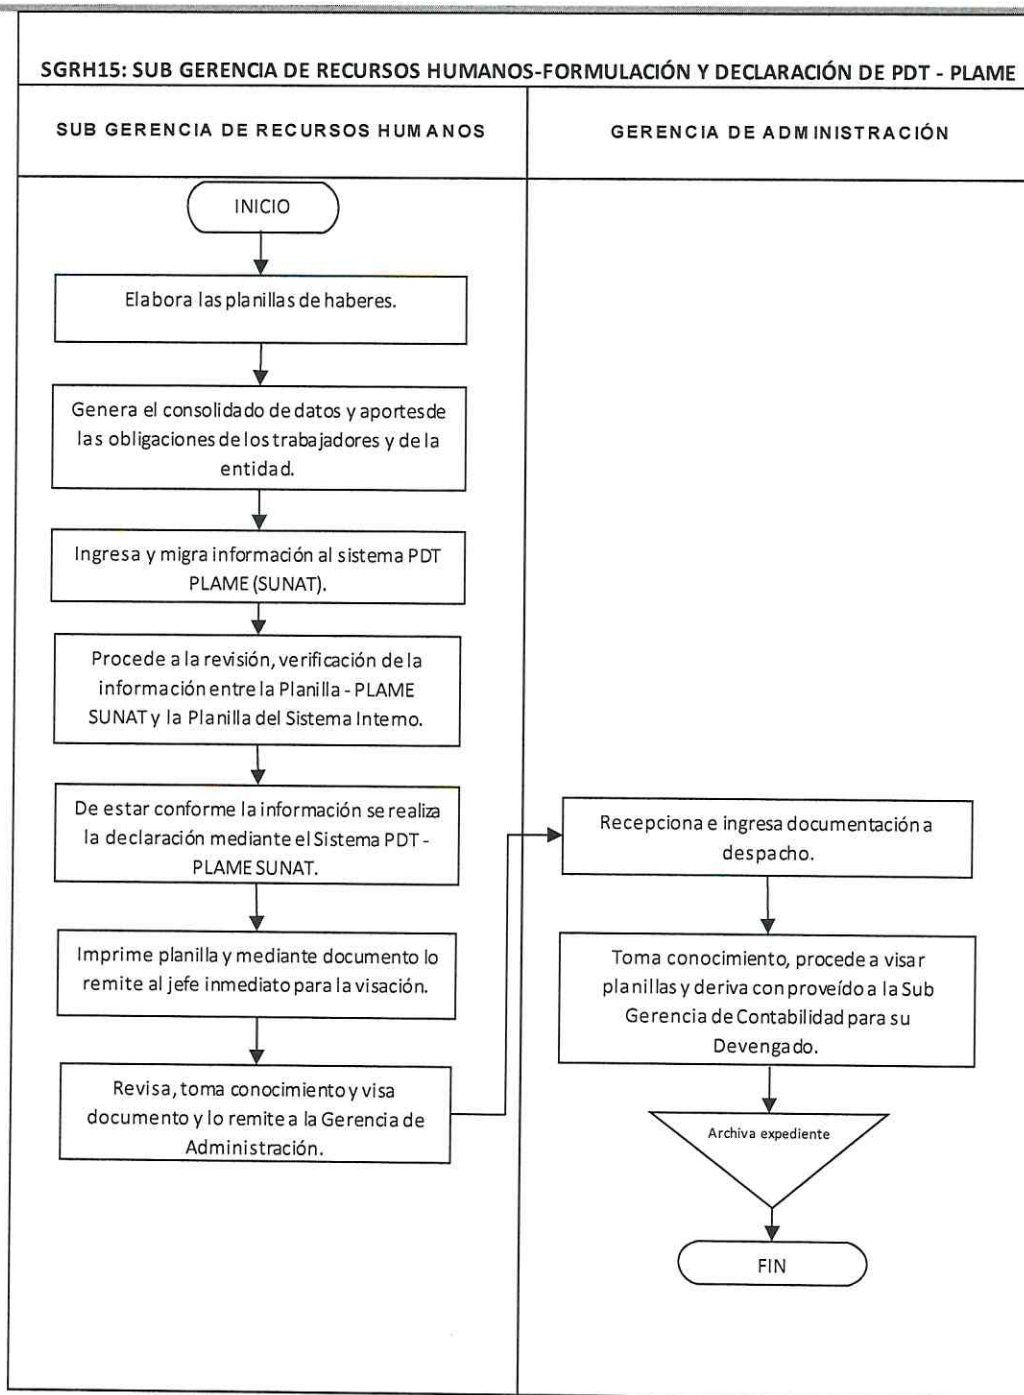 SGRH15: SUB GERENCIA DE RECURSOS HUMANOS-FORMULACIÓN Y DECLARACIÓN DE PDT - PLAME
SUB GERENCIA DE RECURSOS HUMANOS
GERENCIA DE ADMINISTRACIÓN
INICIO
Elabora las planillas de haberes.
Genera el consolidado de datos y aportes de
las obligaciones de los trabajadores y de la
entidad.
Ingresa y migra información al sistema PDT
PLAME (SUNAT).
Procede a la revisión, verificación de la
información entre la Planilla - PLAME
SUNAT y la Planilla del Sistema Interno.
De estar conforme la información se realiza
la declaración mediante el Sistema PDT -
PLAME SUNAT.
Imprime planilla y mediante documento lo
remite al jefe inmediato para la visación.
Revisa, toma conocimiento y visa
documento y lo remite a la Gerencia de
Administración.
Recepciona e ingresa documentación a
despacho.
Toma conocimiento, procede a visar
planillas y deriva con proveído a la Sub
Gerencia de Contabilidad para su
Devengado.
Archiva expediente
FIN